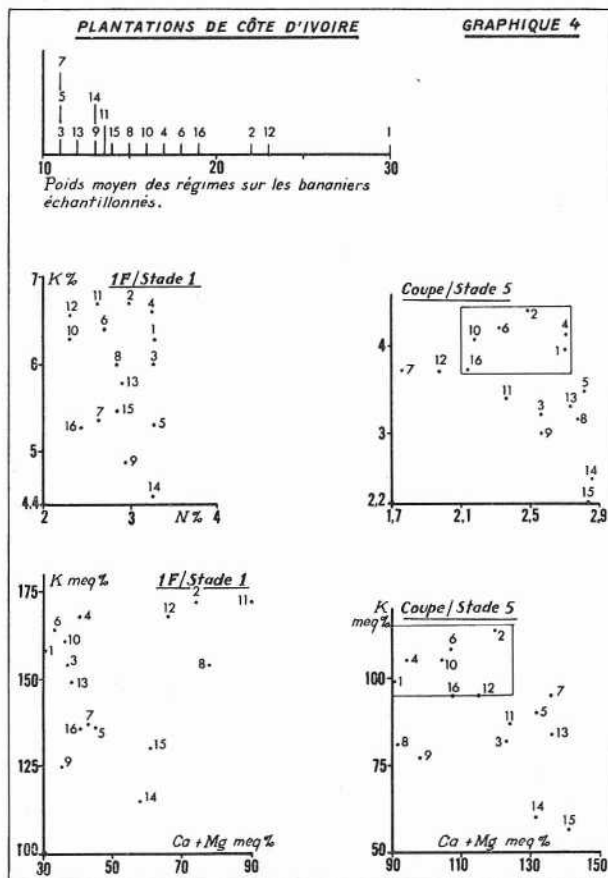 PLANTATIONS DE CÔTE D'IVOIRE GRAPHIQUE 4
7
5 14
11
3 13 9 15 8 10 4 18 6 16 2 23 12 1
10 20 30
Poids moyen des régimes sur les bananiers
échantillonnés.
K% 1F/Stade 1
7
12 11 2 4
10 6 1
6
8 3
13
16 7 15 5
5
9
14
4.4
2 3 N% 4
Coupe/Stade 5
2
4
10 6 4
1
7 12 16
11 13 5
3 8
3
9
14
15
2,2
1,7 2,1 2,5 2,9
K meq% 1F/Stade 1
175
2 11
12
6 4
10
1
3 8
150
13
16 7 5
15
125
9
14
100
30 50 70 90
Ca+Mg meq%
K meq% Coupe/Stade 5
6 2
4 10
100
1
16 12 7
5
11
8 3 13
9
75
14
15
50
90 110 130 150
Ca+Mg meq%